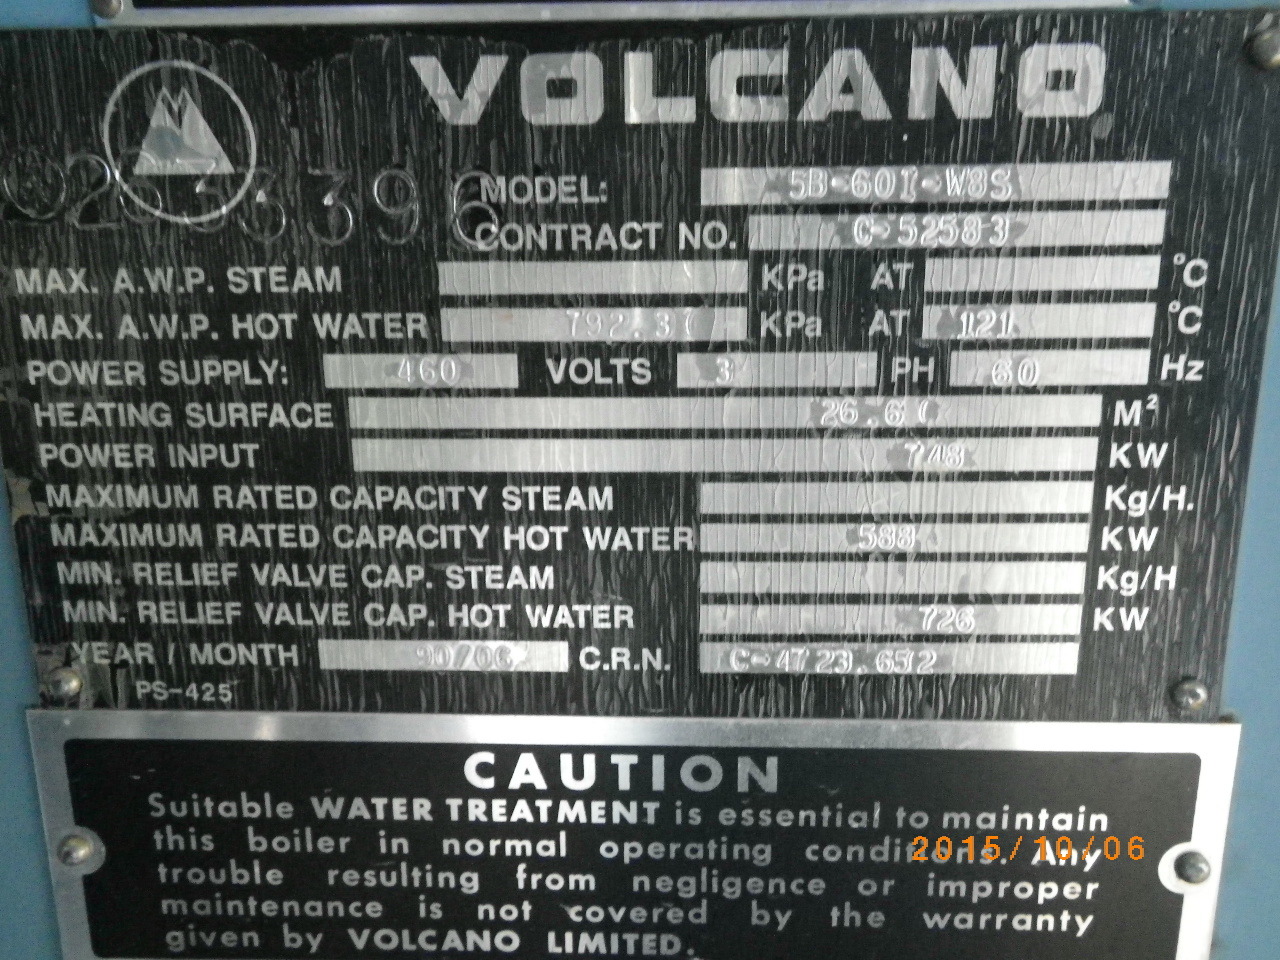 VOLCANO
MODEL: 5B-60I-W8S
CONTRACT NO. C-52583
MAX. A.W.P. STEAM KPa AT °C
MAX. A.W.P. HOT WATER KPa AT 121 °C
POWER SUPPLY: 460 VOLTS 3 PH 60 Hz
HEATING SURFACE M²
POWER INPUT 748 KW
MAXIMUM RATED CAPACITY STEAM Kg/H.
MAXIMUM RATED CAPACITY HOT WATER 588 KW
MIN. RELIEF VALVE CAP. STEAM Kg/H
MIN. RELIEF VALVE CAP. HOT WATER 726 KW
YEAR / MONTH 90/06 C.R.N. C-4723.652
PS-425
CAUTION
Suitable WATER TREATMENT is essential to maintain
this boiler in normal operating conditions. Any
trouble resulting from negligence or improper
maintenance is not covered by the warranty
given by VOLCANO LIMITED.
2015/10/06